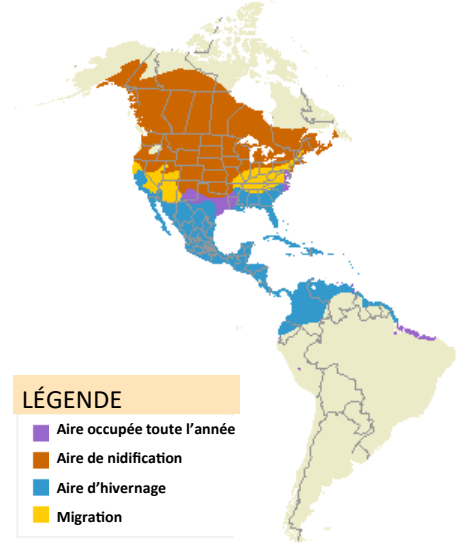 LÉGENDE
Aire occupée toute l’année
Aire de nidification
Aire d’hivernage
Migration